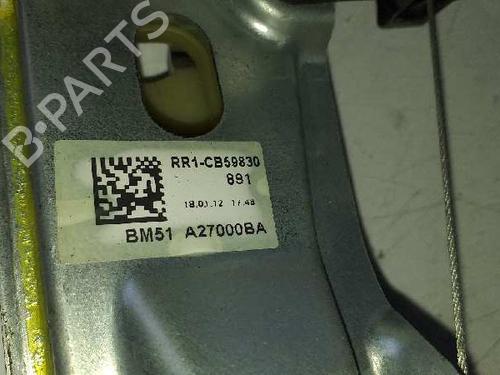 B-PARTS
RR1-CB59830
891
18.01.12 17.48
BM51 A27000BA